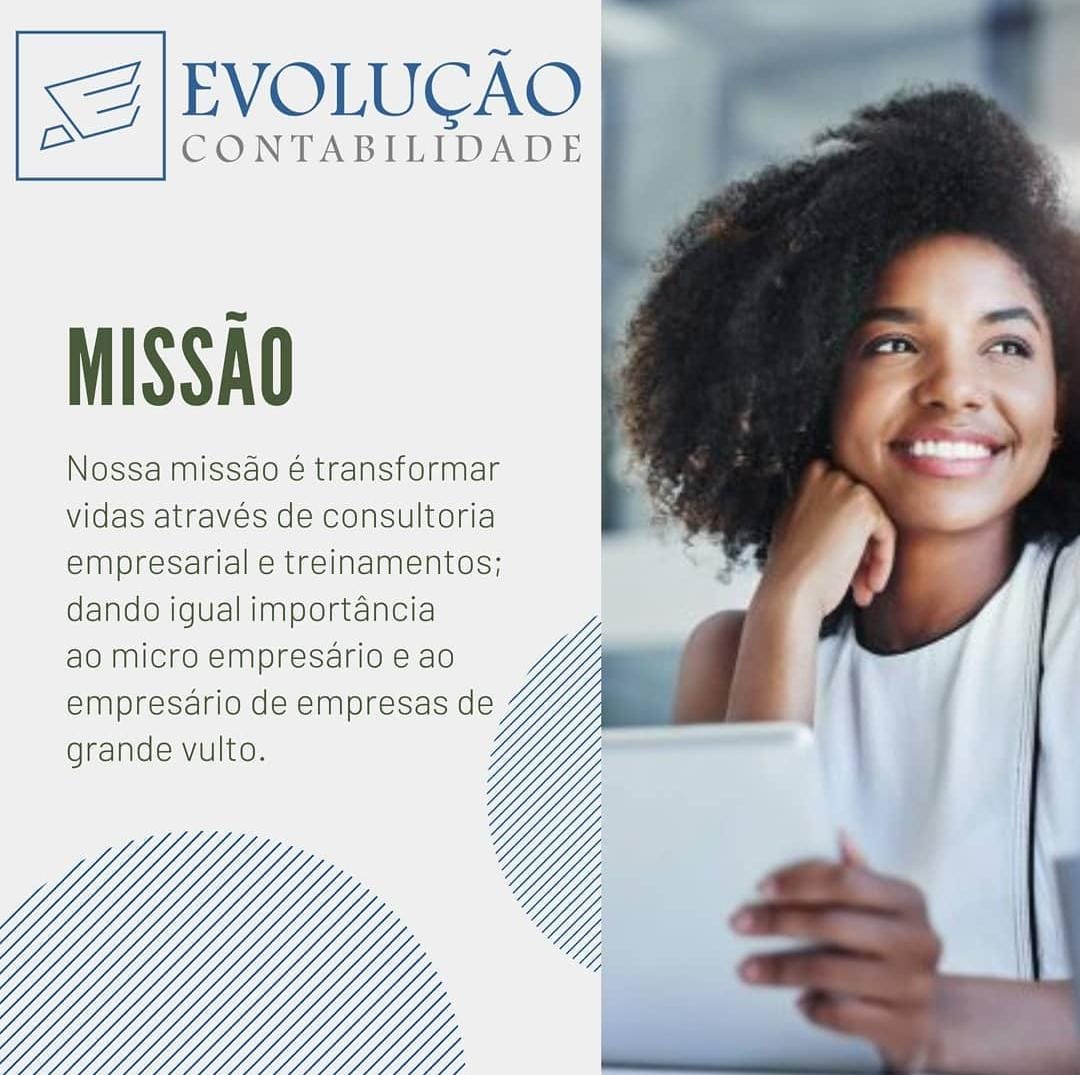 EVOLUÇÃO
CONTABILIDADE
MISSÃO
Nossa missão é transformar
vidas através de consultoria
empresarial e treinamentos;
dando igual importância
ao micro empresário e ao
empresário de empresas de
grande vulto.